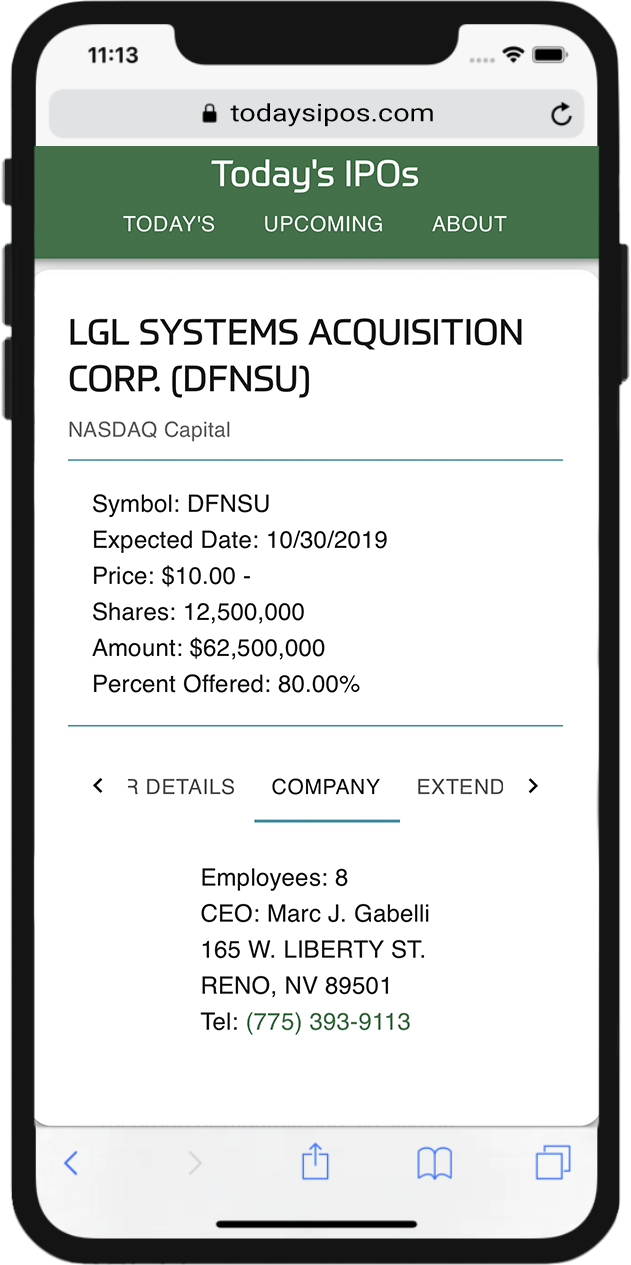 11:13
todaysipos.com
Today's IPOs
TODAY'S UPCOMING ABOUT
LGL SYSTEMS ACQUISITION
CORP. (DFNSU)
NASDAQ Capital
Symbol: DFNSU
Expected Date: 10/30/2019
Price: $10.00 -
Shares: 12,500,000
Amount: $62,500,000
Percent Offered: 80.00%
R DETAILS COMPANY EXTEND
Employees: 8
CEO: Marc J. Gabelli
165 W. LIBERTY ST.
RENO, NV 89501
Tel: (775) 393-9113